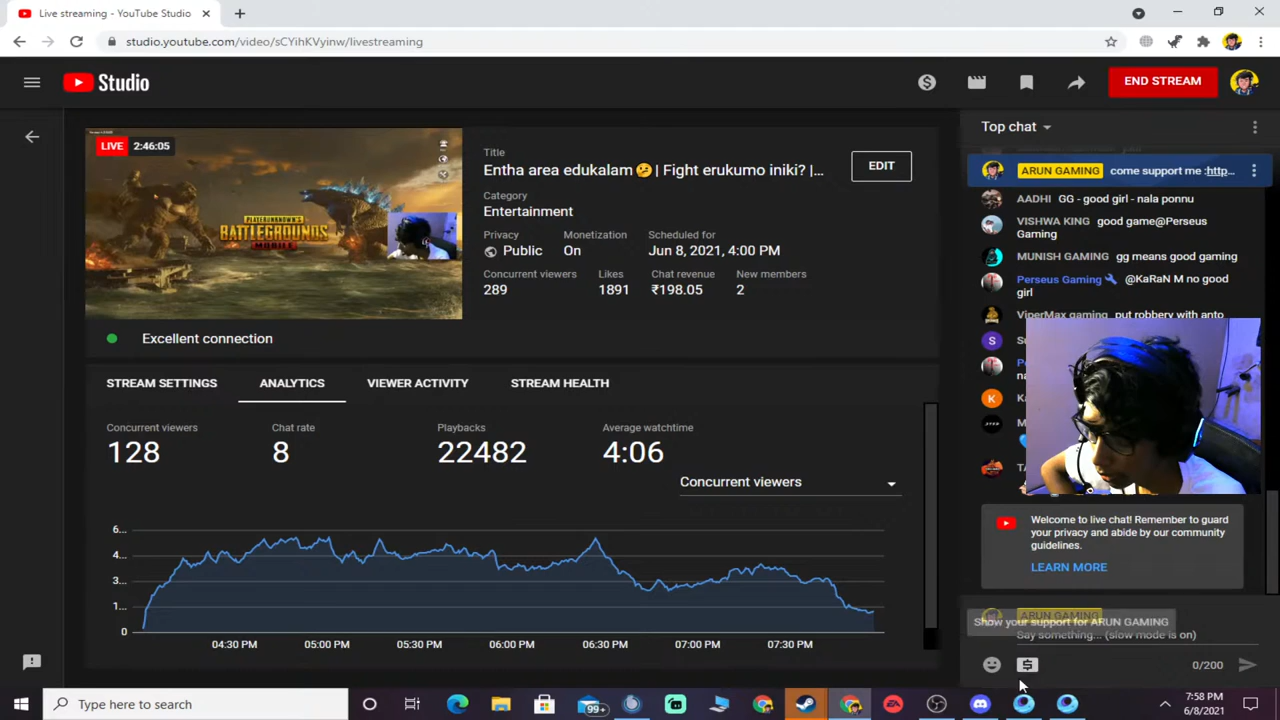 Live streaming - YouTube Studio
studio.youtube.com/video/sCYihKVyinw/livestreaming
Studio
END STREAM
LIVE 2:46:05
PLAYERUNKNOWN'S
BATTLEGROUNDS
MOBILE
Title
Entha area edukalam 🤔 | Fight erukumo iniki? |...
EDIT
Category
Entertainment
Privacy Monetization Scheduled for
Public On Jun 8, 2021, 4:00 PM
Concurrent viewers Likes Chat revenue New members
289 1891 ₹198.05 2
Excellent connection
STREAM SETTINGS ANALYTICS VIEWER ACTIVITY STREAM HEALTH
Concurrent viewers Chat rate Playbacks Average watchtime
128 8 22482 4:06
Concurrent viewers
6...
4...
3...
1...
0
04:30 PM 05:00 PM 05:30 PM 06:00 PM 06:30 PM 07:00 PM 07:30 PM
Top chat
ARUN GAMING come support me :http...
AADHI GG - good girl - nala ponnu
VISHWA KING good game@Perseus
Gaming
MUNISH GAMING gg means good gaming
Perseus Gaming @KaRaN M no good
girl
ViperMax gaming put robbery with anto
S
K
Welcome to live chat! Remember to guard
your privacy and abide by our community
guidelines.
LEARN MORE
ARUN GAMING
Show your support for ARUN GAMING
Say something... (slow mode is on)
0/200
Type here to search
99+
EA
7:58 PM
6/8/2021